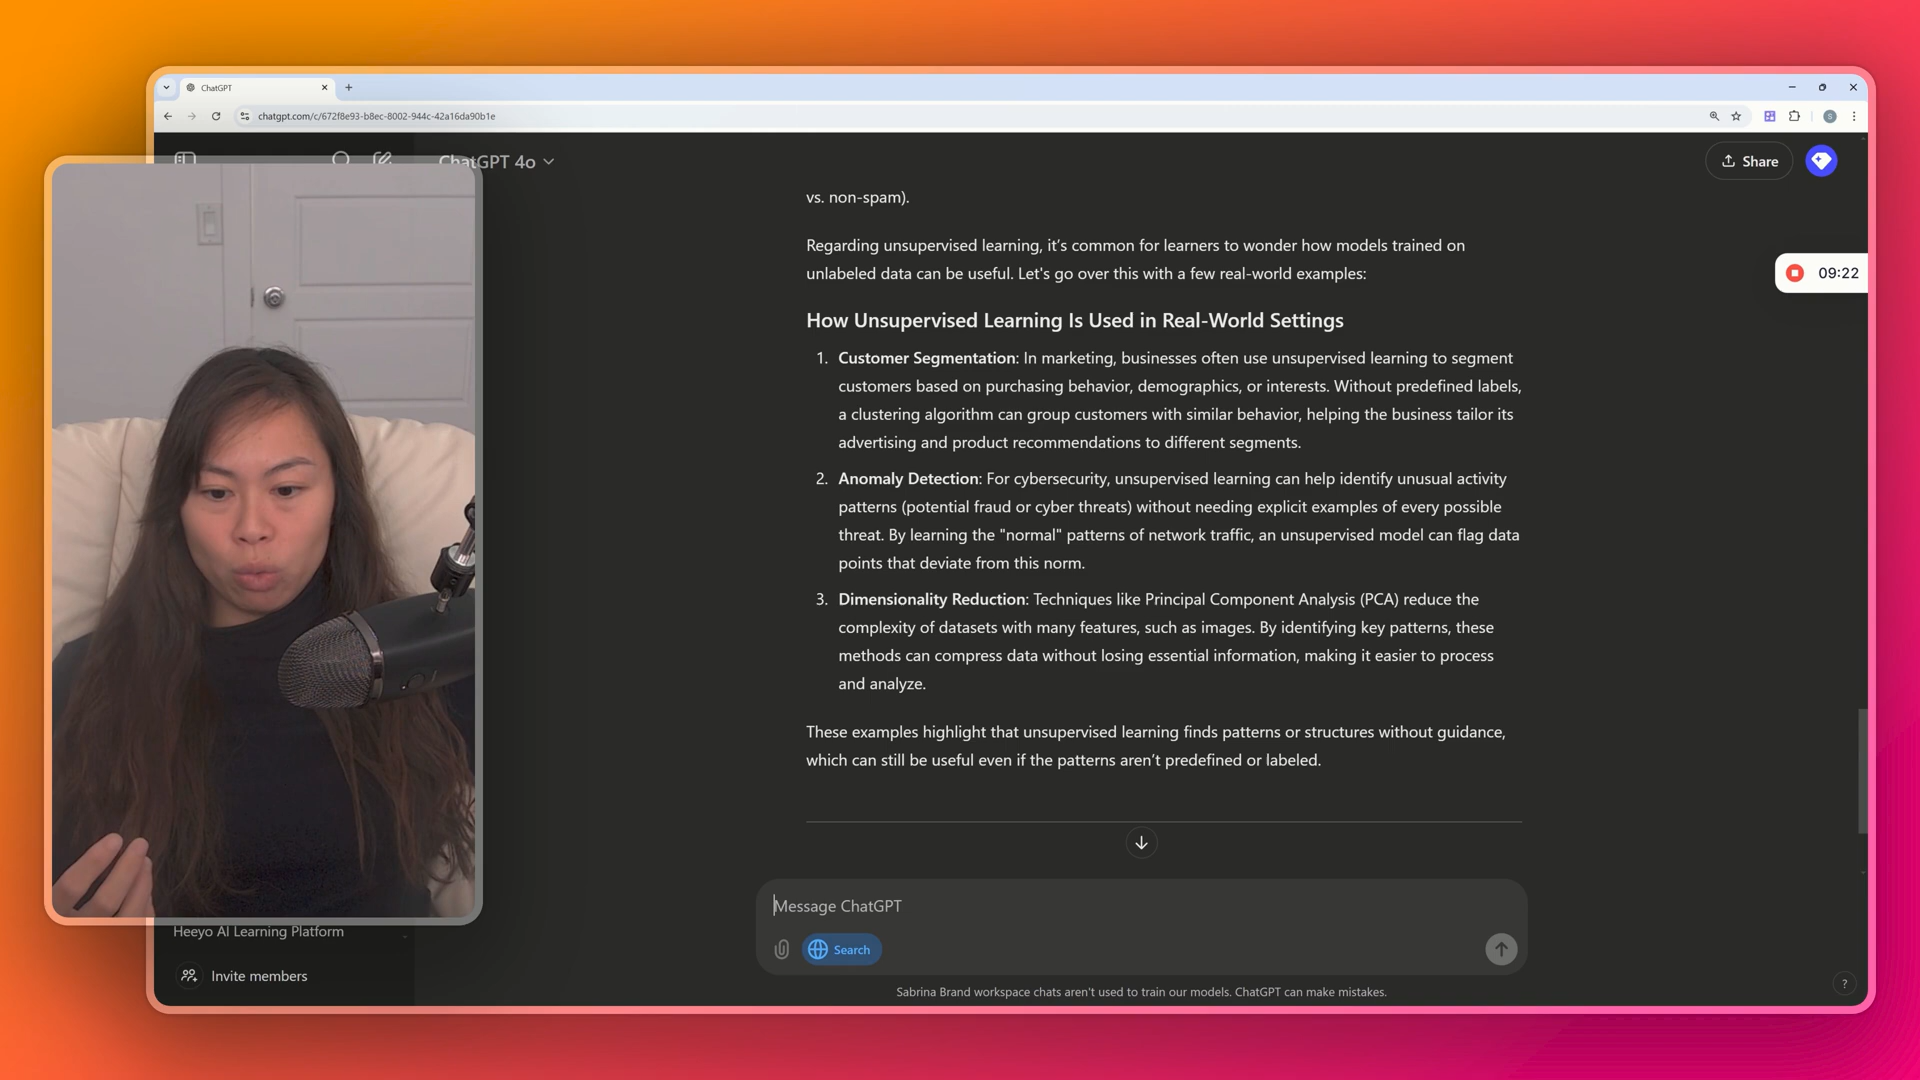 ChatGPT
chatgpt.com/c/672f8e93-b8ec-8002-944c-42a16da90b1e
S
ChatGPT 4o
Share
vs. non-spam).
09:22
Regarding unsupervised learning, it's common for learners to wonder how models trained on
unlabeled data can be useful. Let's go over this with a few real-world examples:
How Unsupervised Learning Is Used in Real-World Settings
1. Customer Segmentation: In marketing, businesses often use unsupervised learning to segment
customers based on purchasing behavior, demographics, or interests. Without predefined labels,
a clustering algorithm can group customers with similar behavior, helping the business tailor its
advertising and product recommendations to different segments.
2. Anomaly Detection: For cybersecurity, unsupervised learning can help identify unusual activity
patterns (potential fraud or cyber threats) without needing explicit examples of every possible
threat. By learning the "normal" patterns of network traffic, an unsupervised model can flag data
points that deviate from this norm.
3. Dimensionality Reduction: Techniques like Principal Component Analysis (PCA) reduce the
complexity of datasets with many features, such as images. By identifying key patterns, these
methods can compress data without losing essential information, making it easier to process
and analyze.
These examples highlight that unsupervised learning finds patterns or structures without guidance,
which can still be useful even if the patterns aren't predefined or labeled.
Message ChatGPT
Search
Heeyo AI Learning Platform
Invite members
Sabrina Brand workspace chats aren't used to train our models. ChatGPT can make mistakes.
?